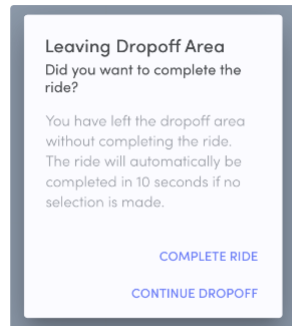 Leaving Dropoff Area
Did you want to complete the
ride?
You have left the dropoff area
without completing the ride.
The ride will automatically be
completed in 10 seconds if no
selection is made.
COMPLETE RIDE
CONTINUE DROPOFF